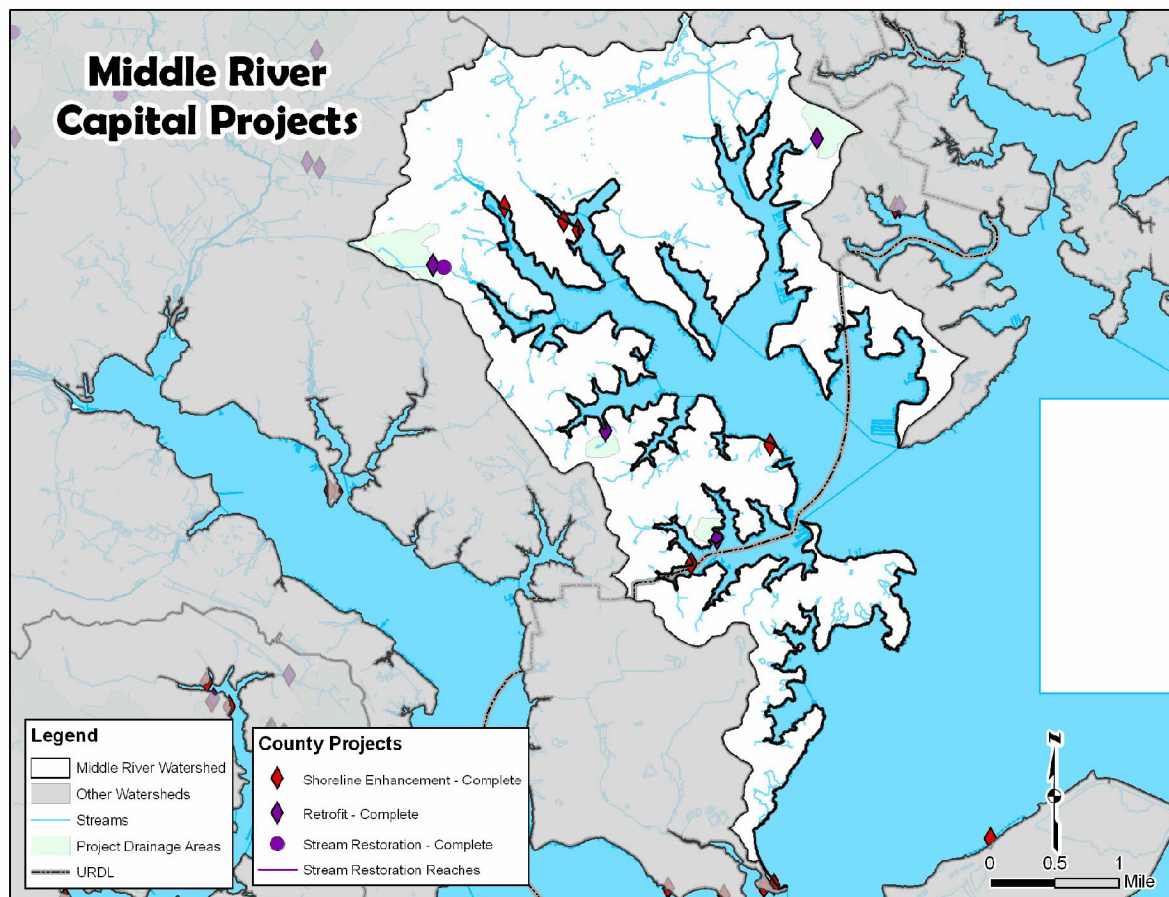 Middle River
Capital Projects
Legend
Middle River Watershed
Other Watersheds
Streams
Project Drainage Areas
URDL
County Projects
Shoreline Enhancement - Complete
Retrofit - Complete
Stream Restoration - Complete
Stream Restoration Reaches
N
0 0.5 1
Mile